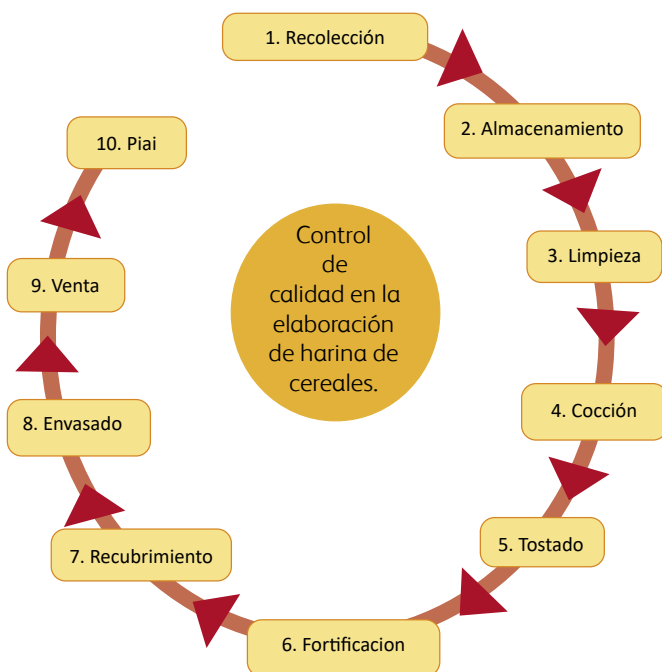 1. Recolección
2. Almacenamiento
3. Limpieza
4. Cocción
5. Tostado
6. Fortificacion
7. Recubrimiento
8. Envasado
9. Venta
10. Piai
Control
de
calidad en la
elaboración
de harina de
cereales.